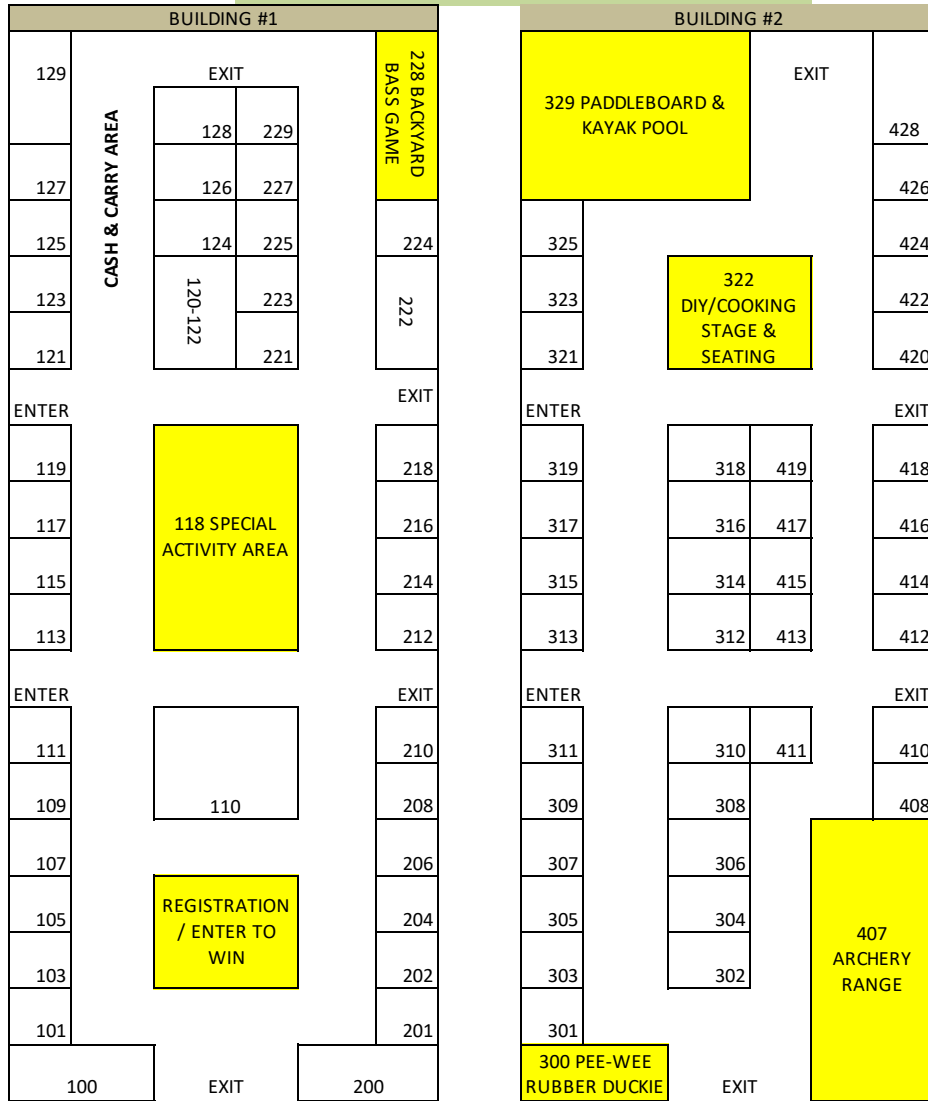 BUILDING #1
BUILDING #2
129
EXIT
228 BACKYARD
BASS GAME
CASH & CARRY AREA
128
229
127
126
227
125
124
225
224
123
120-122
223
222
121
221
EXIT
ENTER
119
218
117
118 SPECIAL
ACTIVITY AREA
216
115
214
113
212
ENTER
EXIT
111
210
109
110
208
107
206
105
REGISTRATION
/ ENTER TO
WIN
204
103
202
101
201
100
EXIT
200
329 PADDLEBOARD &
KAYAK POOL
EXIT
428
426
325
424
322
DIY/COOKING
STAGE &
SEATING
323
422
321
420
ENTER
EXIT
319
318
419
418
317
316
417
416
315
314
415
414
313
312
413
412
ENTER
EXIT
311
310
411
410
309
308
408
307
306
305
304
407
ARCHERY
RANGE
303
302
301
300 PEE-WEE
RUBBER DUCKIE
EXIT